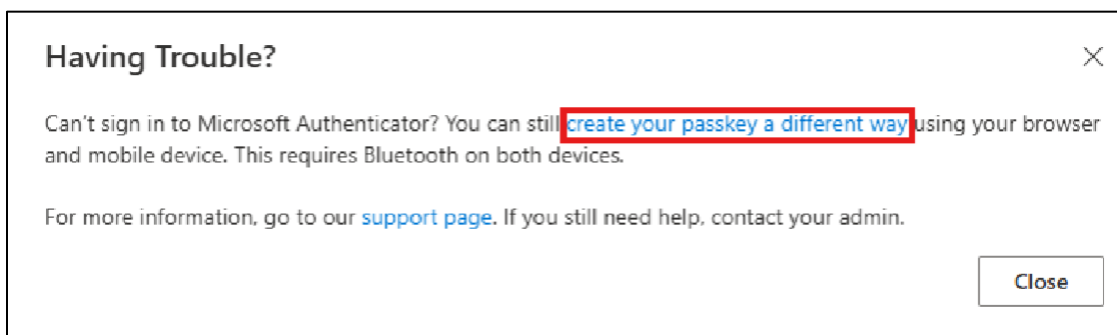 Having Trouble?
Can't sign in to Microsoft Authenticator? You can still create your passkey a different way using your browser
and mobile device. This requires Bluetooth on both devices.
For more information, go to our support page. If you still need help, contact your admin.
Close